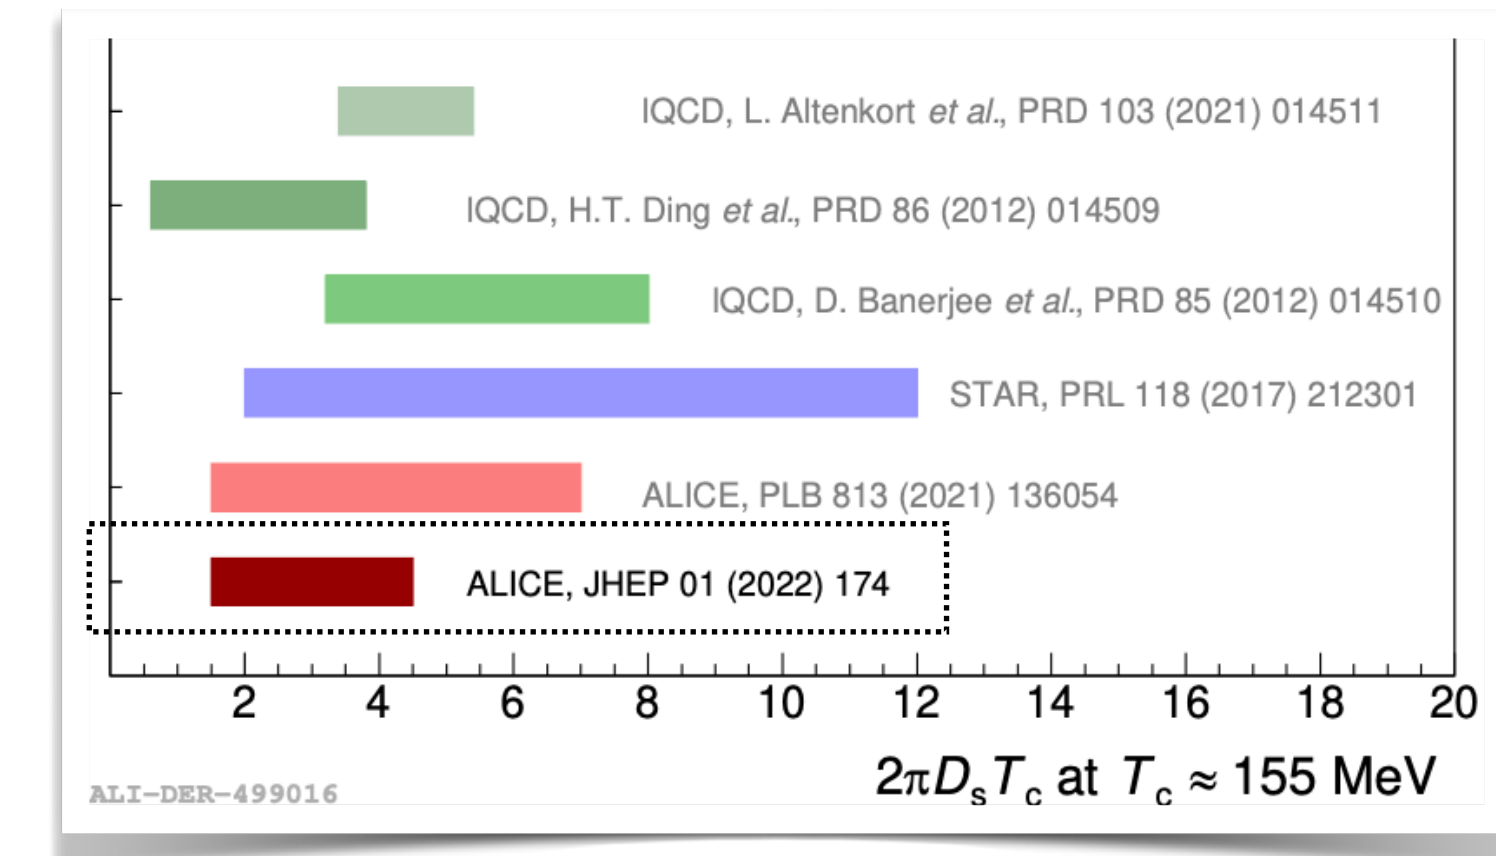 lQCD, L. Altenkort et al., PRD 103 (2021) 014511
lQCD, H.T. Ding et al., PRD 86 (2012) 014509
lQCD, D. Banerjee et al., PRD 85 (2012) 014510
STAR, PRL 118 (2017) 212301
ALICE, PLB 813 (2021) 136054
ALICE, JHEP 01 (2022) 174
2 4 6 8 10 12 14 16 18 20
2πDsTc at Tc ≈ 155 MeV
ALI-DER-499016